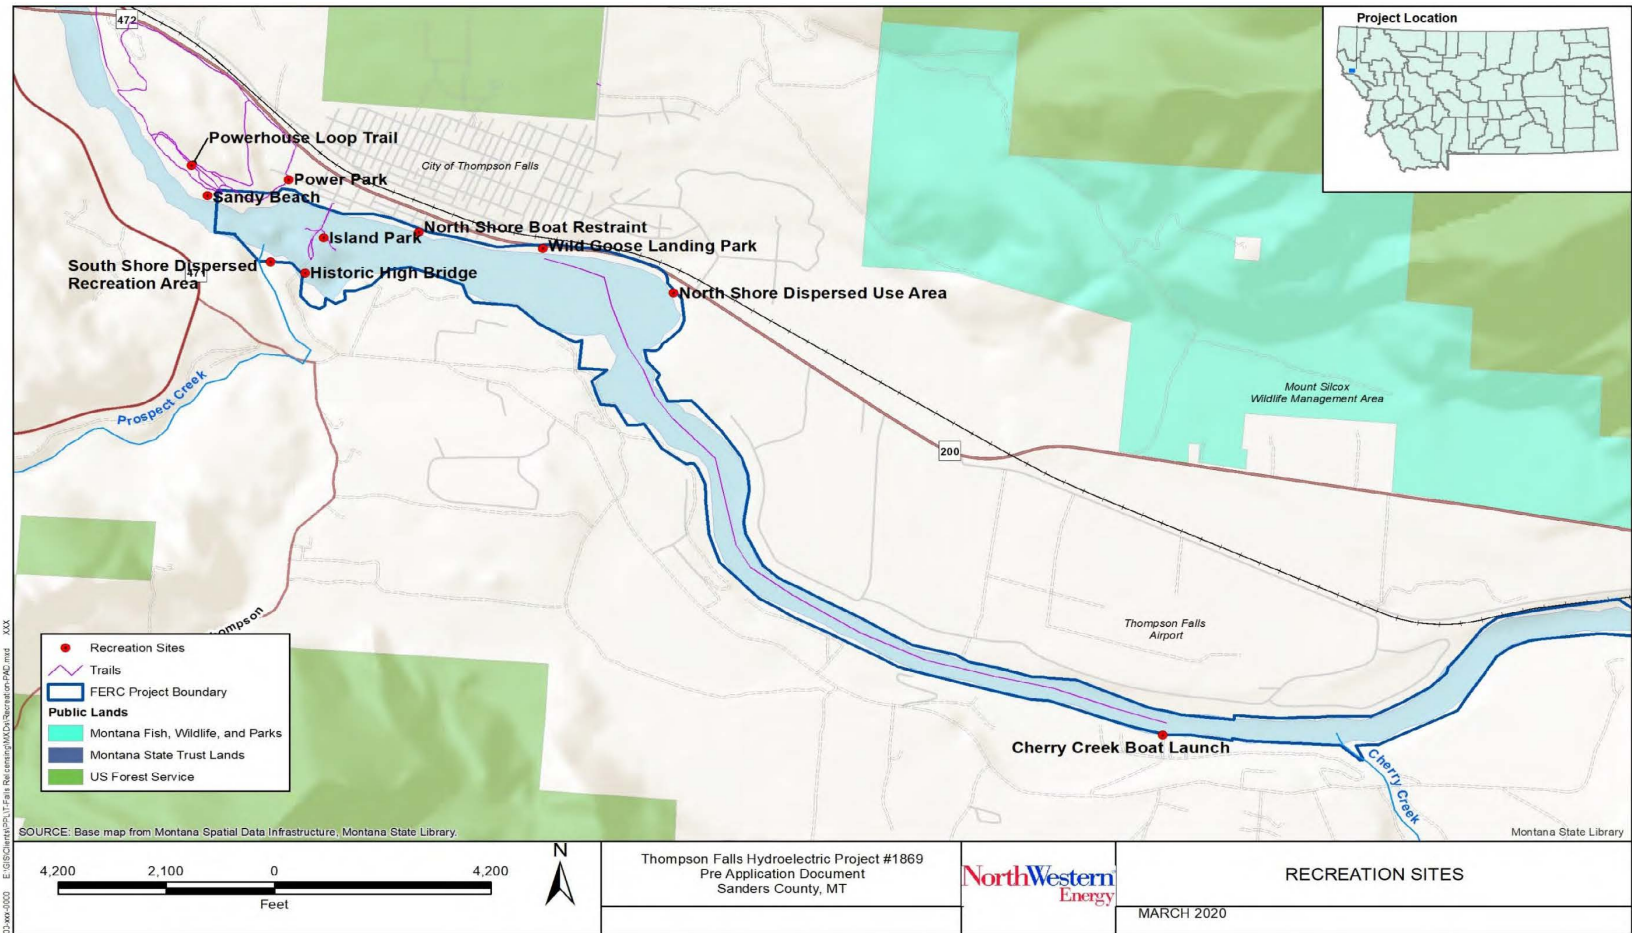 472
Project Location
Powerhouse Loop Trail
City of Thompson Falls
Power Park
Sandy Beach
North Shore Boat Restraint
Island Park
Wild Goose Landing Park
South Shore Dispersed
Recreation Area
471
Historic High Bridge
North Shore Dispersed Use Area
Prospect Creek
Mount Silcox
Wildlife Management Area
200
ompson
Thompson Falls
Airport
Cherry Creek Boat Launch
Cherry Creek
Recreation Sites
Trails
FERC Project Boundary
Public Lands
Montana Fish, Wildlife, and Parks
Montana State Trust Lands
US Forest Service
SOURCE: Base map from Montana Spatial Data Infrastructure, Montana State Library.
Montana State Library
4,200 2,100 0 4,200
Feet
N
Thompson Falls Hydroelectric Project #1869
Pre Application Document
Sanders County, MT
NorthWestern
Energy
RECREATION SITES
MARCH 2020